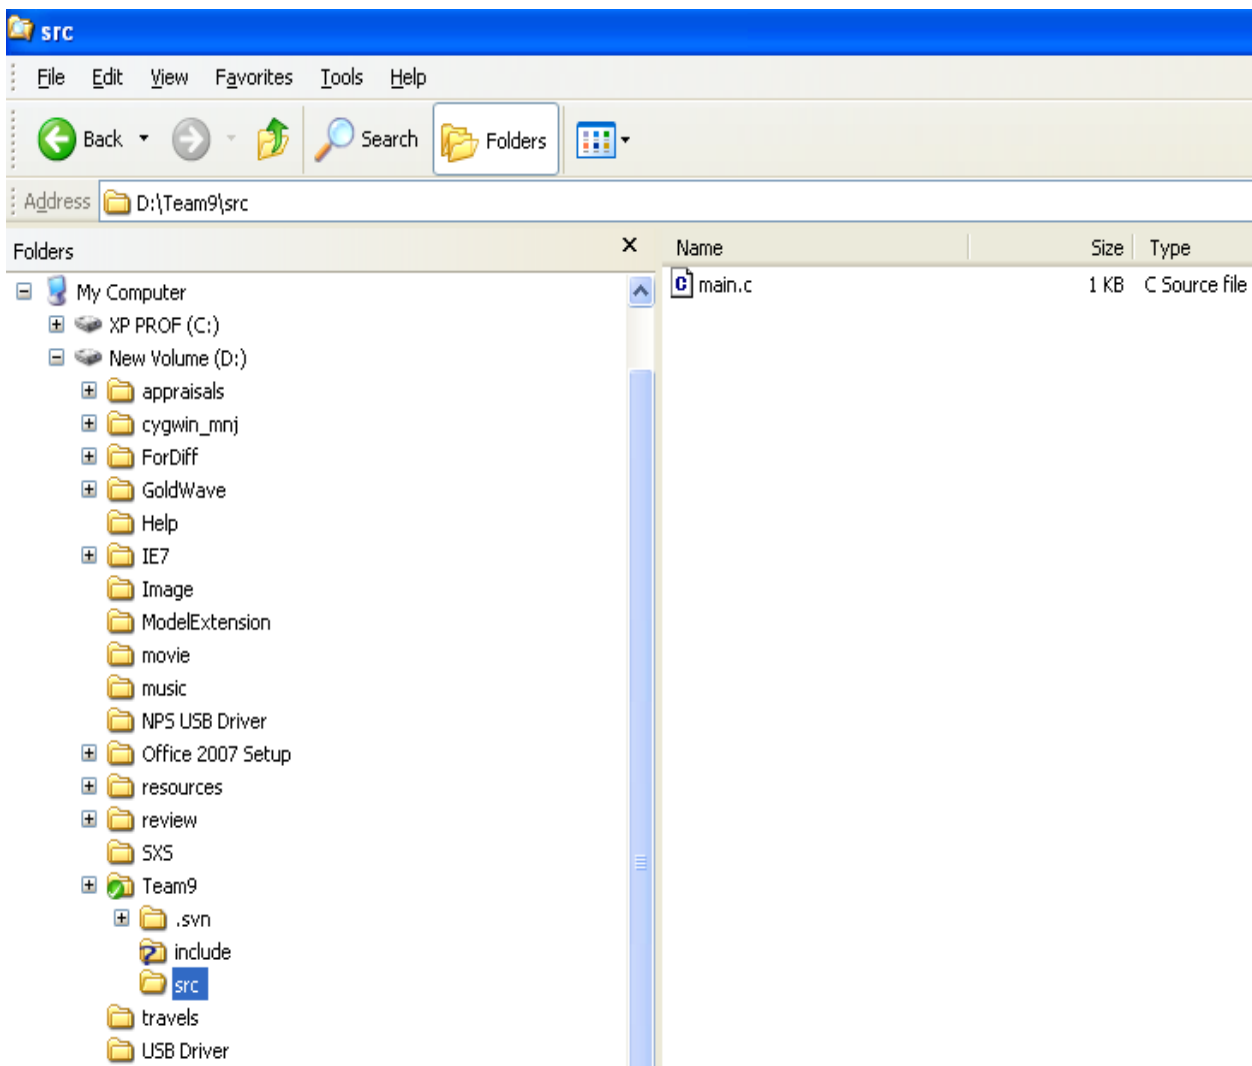 src
File Edit View Favorites Tools Help
Back Search Folders
Address D:\Team9\src
Folders X Name Size Type
My Computer main.c 1 KB C Source file
XP PROF (C:)
New Volume (D:)
appraisals
cygwin_mnj
ForDiff
GoldWave
Help
IE7
Image
ModelExtension
movie
music
NPS USB Driver
Office 2007 Setup
resources
review
SXS
Team9
.svn
include
src
travels
USB Driver